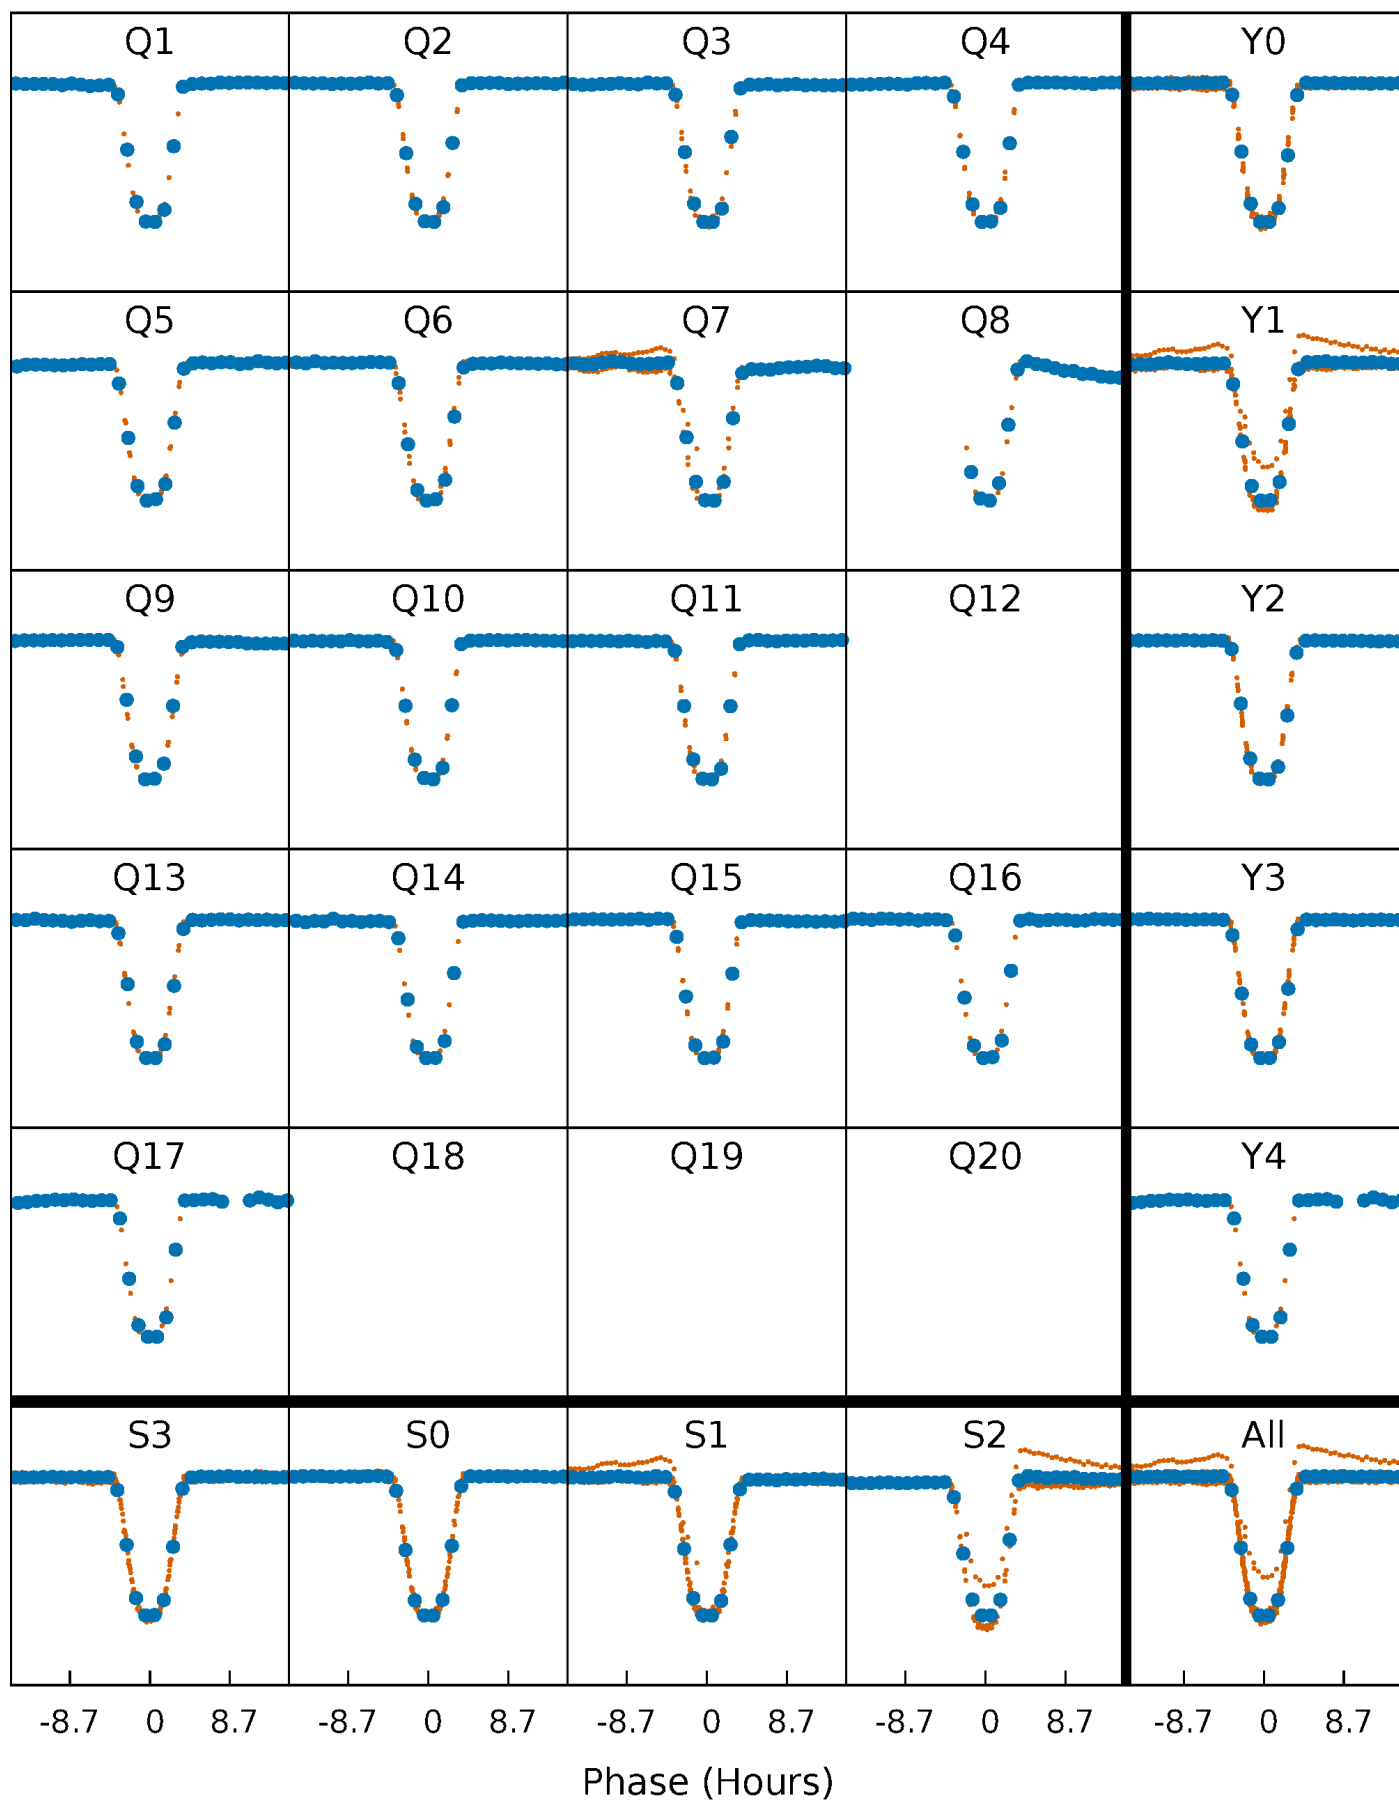 Q1 Q2 Q3 Q4 Y0
Q5 Q6 Q7 Q8 Y1
Q9 Q10 Q11 Q12 Y2
Q13 Q14 Q15 Q16 Y3
Q17 Q18 Q19 Q20 Y4
S3 S0 S1 S2 All
-8.7 0 8.7 -8.7 0 8.7 -8.7 0 8.7 -8.7 0 8.7 -8.7 0 8.7
Phase (Hours)